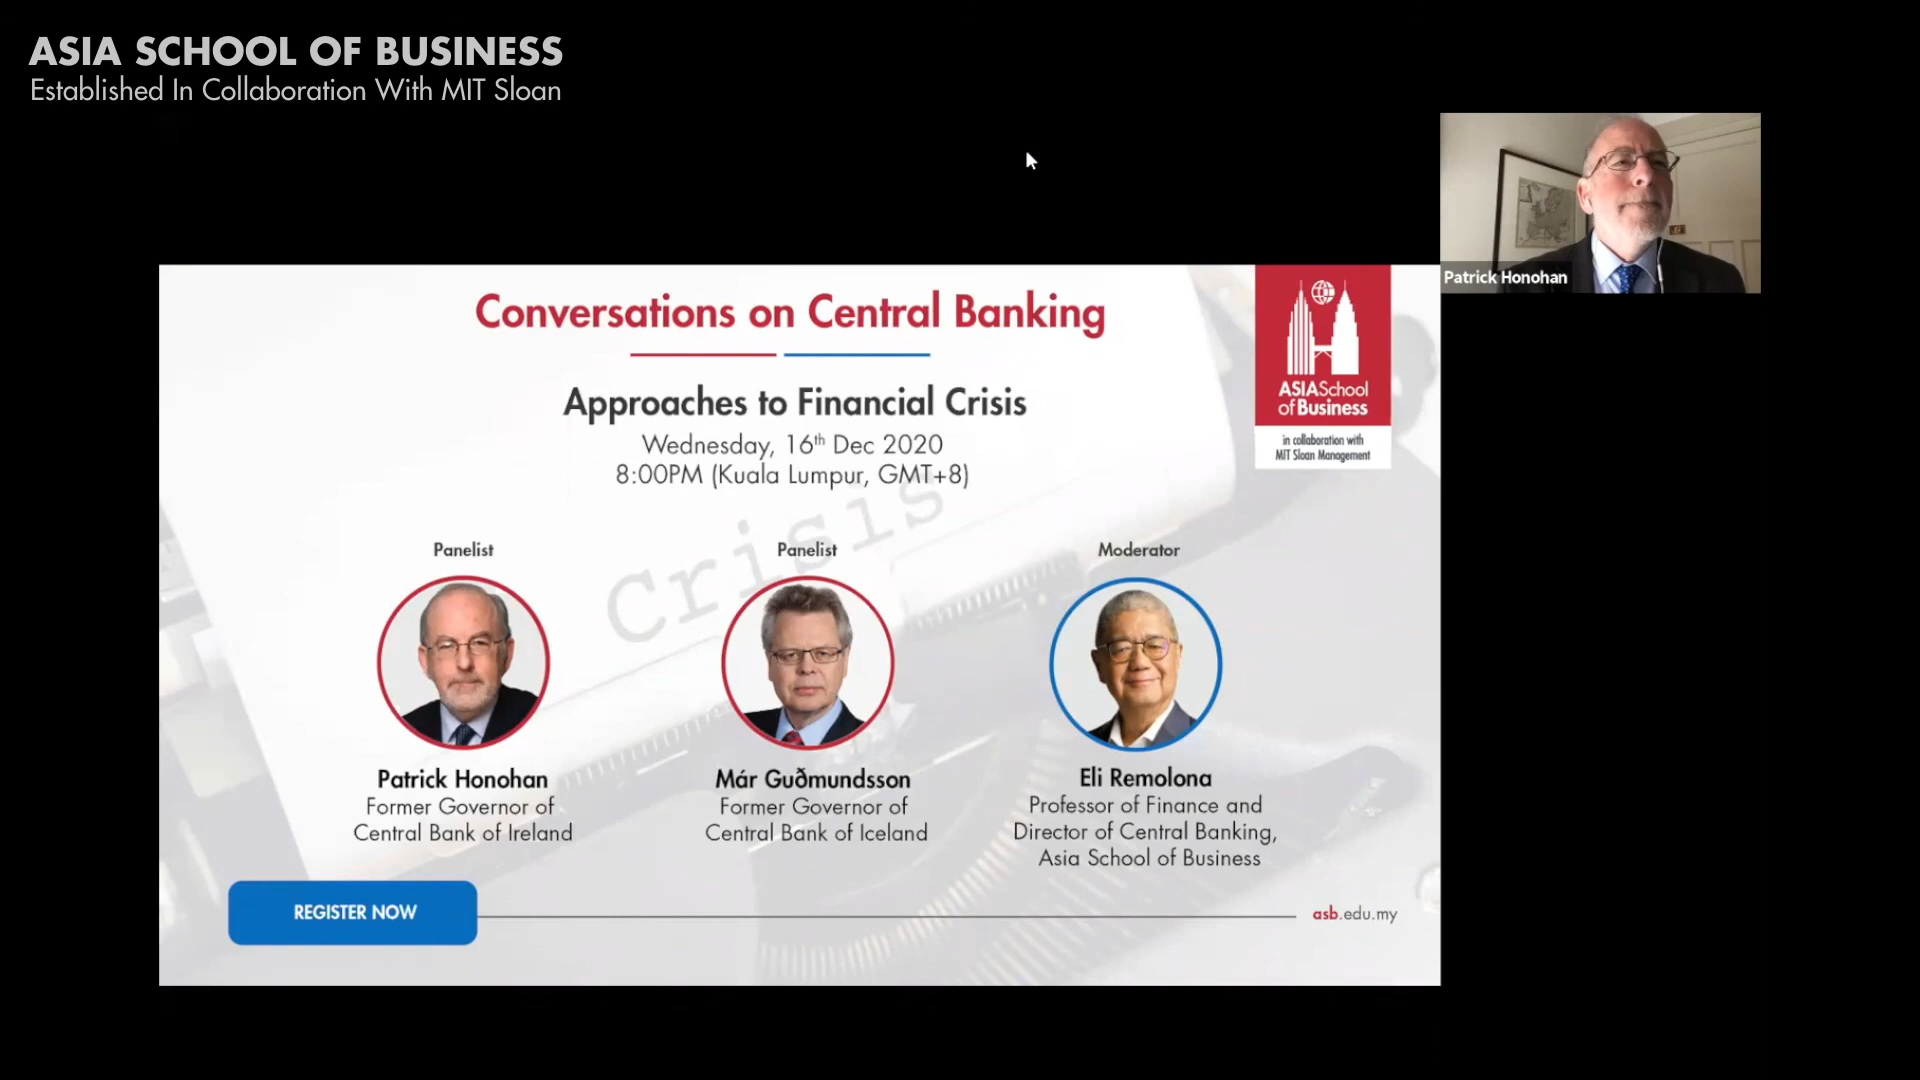 ASIA SCHOOL OF BUSINESS
Established In Collaboration With MIT Sloan
Patrick Honohan
Conversations on Central Banking
ASIASchool
of Business
in collaboration with
MIT Sloan Management
Approaches to Financial Crisis
Wednesday, 16th Dec 2020
8:00PM (Kuala Lumpur, GMT+8)
Crisis
Panelist
Panelist
Moderator
Patrick Honohan
Former Governor of
Central Bank of Ireland
Már Guðmundsson
Former Governor of
Central Bank of Iceland
Eli Remolona
Professor of Finance and
Director of Central Banking,
Asia School of Business
REGISTER NOW
asb.edu.my